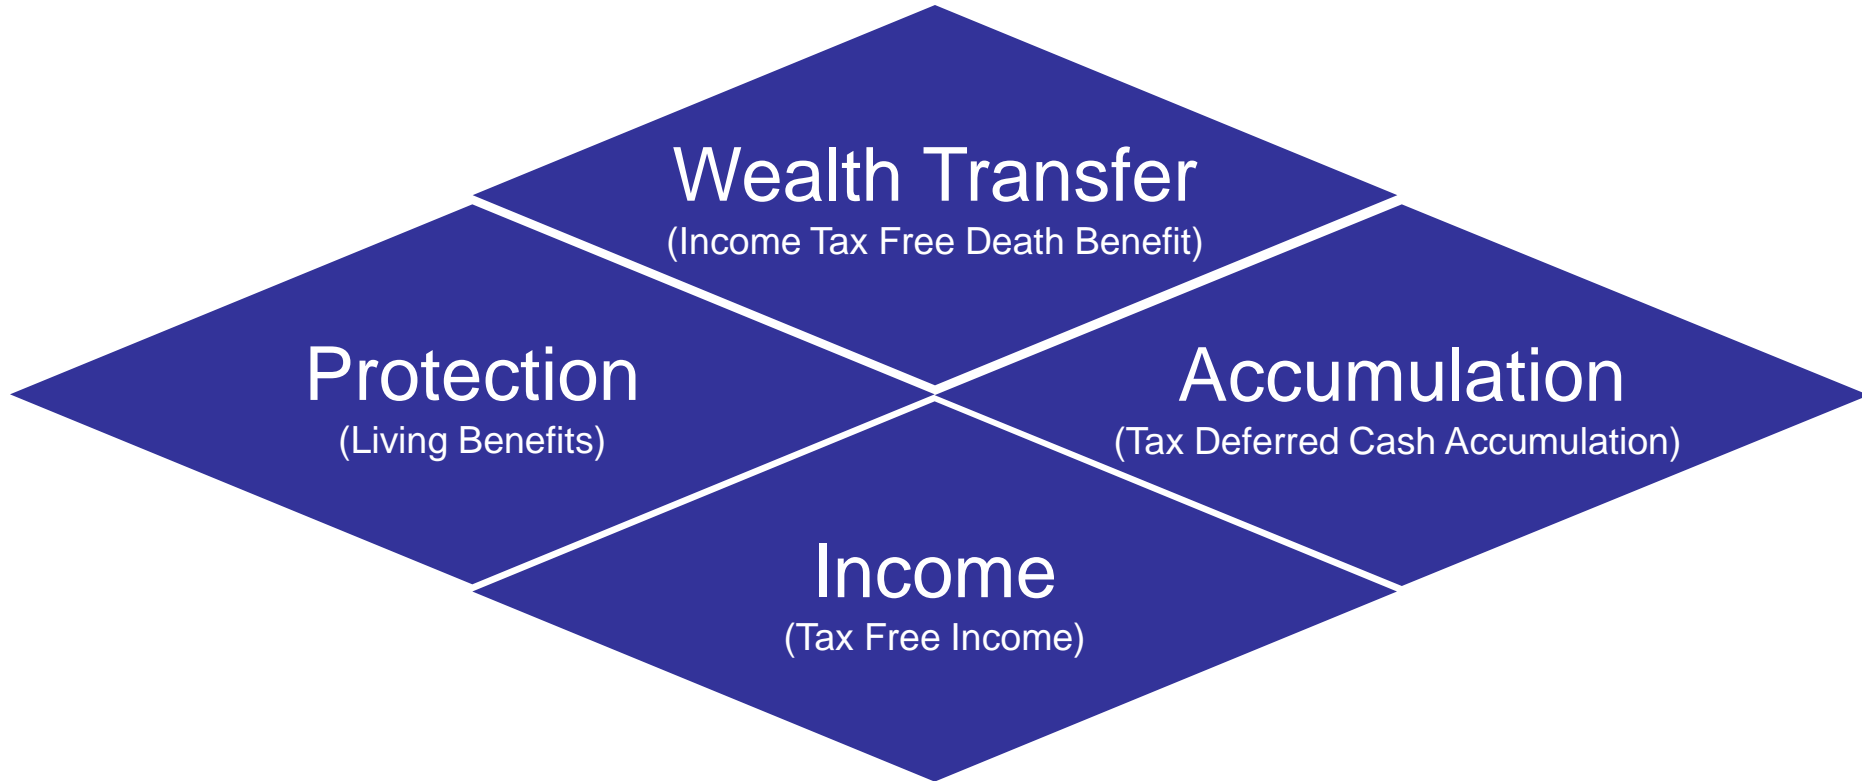 Wealth Transfer
(Income Tax Free Death Benefit)
Protection
(Living Benefits)
Accumulation
(Tax Deferred Cash Accumulation)
Income
(Tax Free Income)